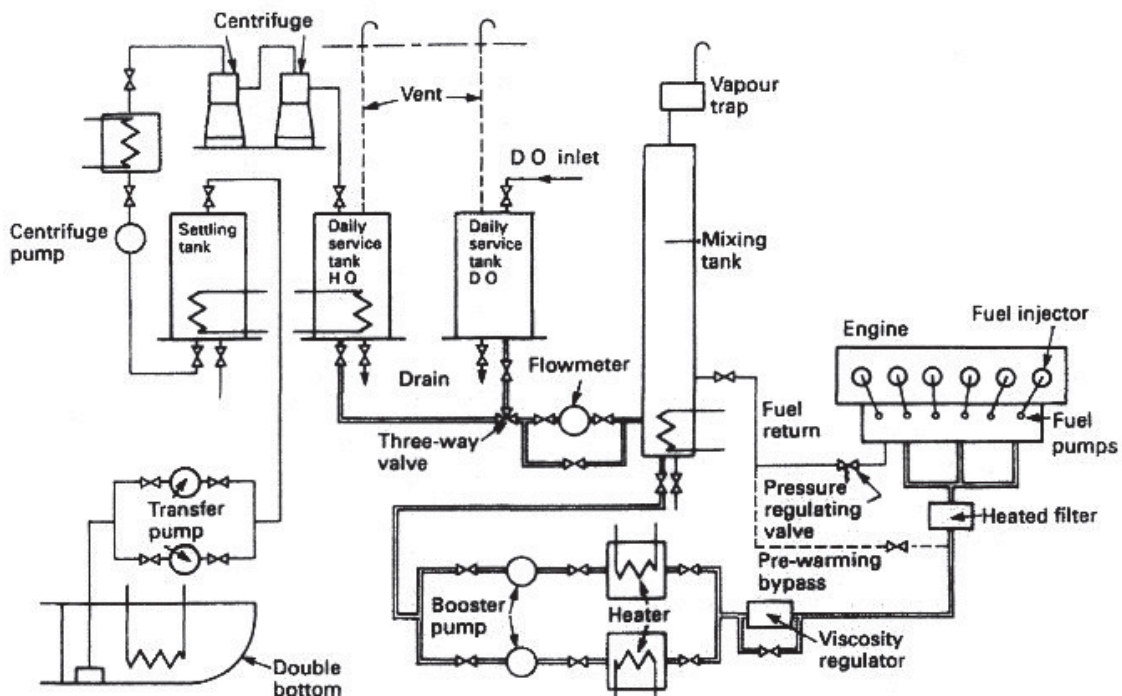 Centrifuge
Vent
Vapour
trap
D O inlet
Centrifuge
pump
Settling
tank
Daily
service
tank
H O
Daily
service
tank
D O
Mixing
tank
Engine
Fuel injector
Drain
Flowmeter
Three-way
valve
Fuel
return
Fuel
pumps
Pressure
regulating
valve
Heated filter
Transfer
pump
Pre-warming
bypass
Booster
pump
Heater
Viscosity
regulator
Double
bottom